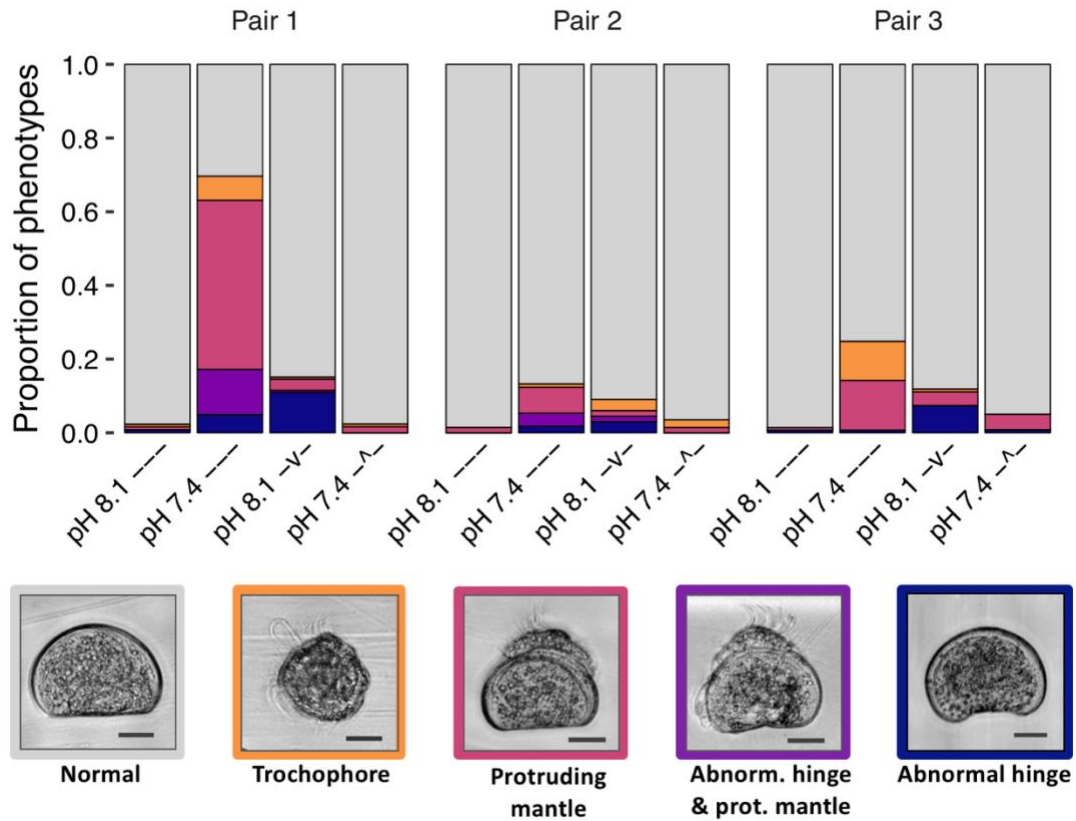 Pair 1
Pair 2
Pair 3
Proportion of phenotypes
1.0
0.8
0.6
0.4
0.2
0.0
pH 8.1 –––
pH 7.4 –––
pH 8.1 –v–
pH 7.4 _^_
pH 8.1 –––
pH 7.4 –––
pH 8.1 –v–
pH 7.4 _^_
pH 8.1 –––
pH 7.4 –––
pH 8.1 –v–
pH 7.4 _^_
Normal
Trochophore
Protruding
mantle
Abnorm. hinge
& prot. mantle
Abnormal hinge